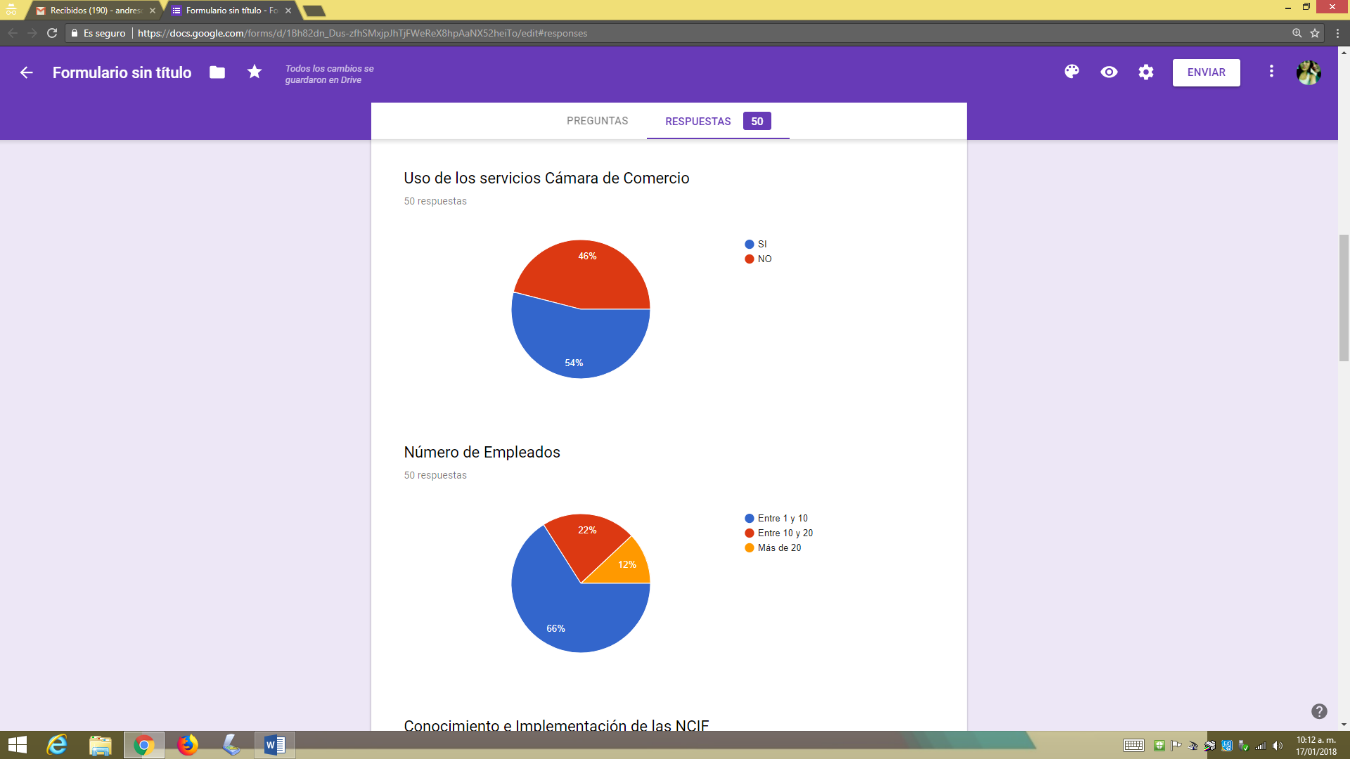 Recibidos (190) - andres
Formulario sin título - Fo
Es seguro
https://docs.google.com/forms/d/1Bh82dn_Dus-zfhSMxjpJhTjFWeReX8hpAaNX52heiTo/edit#responses
Formulario sin título
Todos los cambios se
guardaron en Drive
ENVIAR
PREGUNTAS
RESPUESTAS 50
Uso de los servicios Cámara de Comercio
50 respuestas
46%
54%
SI
NO
Número de Empleados
50 respuestas
22%
12%
66%
Entre 1 y 10
Entre 10 y 20
Más de 20
Conocimiento e Implementación de las NCIF
10:12 a. m.
17/01/2018